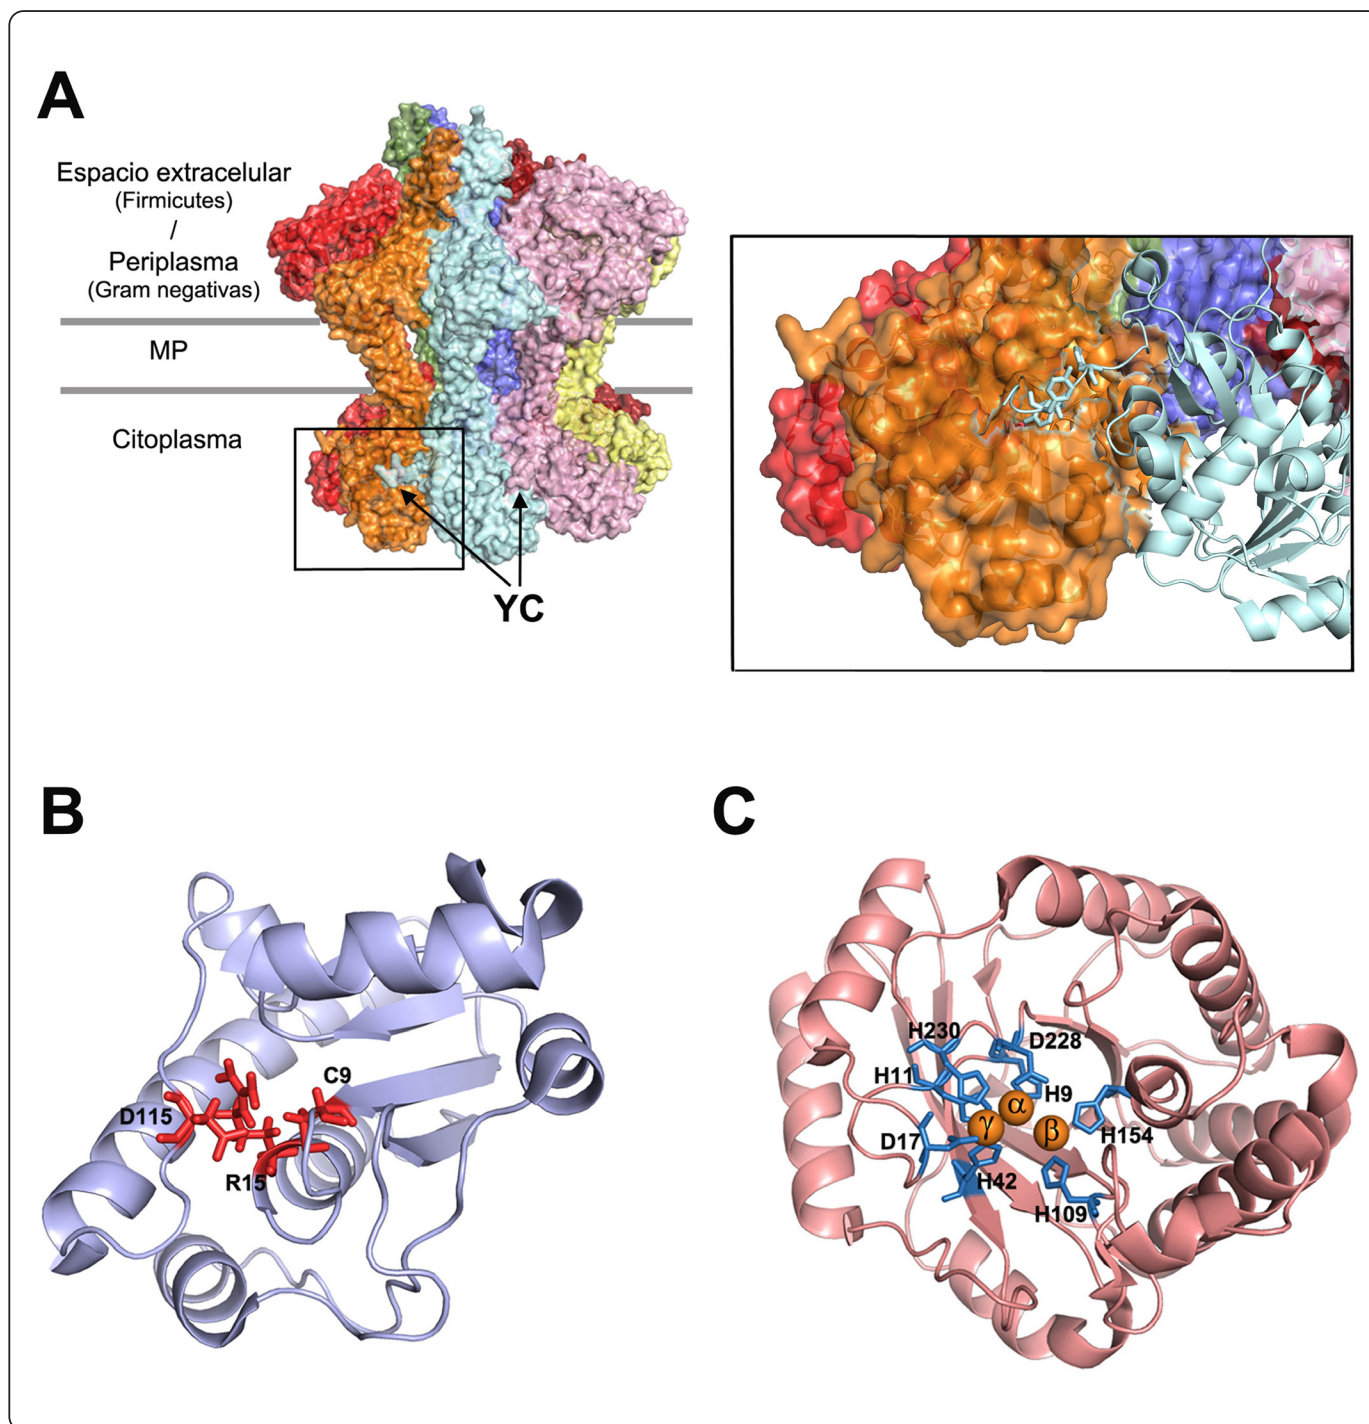 A
Espacio extracelular
(Firmicutes)
/
Periplasma
(Gram negativas)
MP
Citoplasma
YC
B
D115
C9
R15
C
H230
D228
H11
H9
α
γ
β
D17
H154
H42
H109